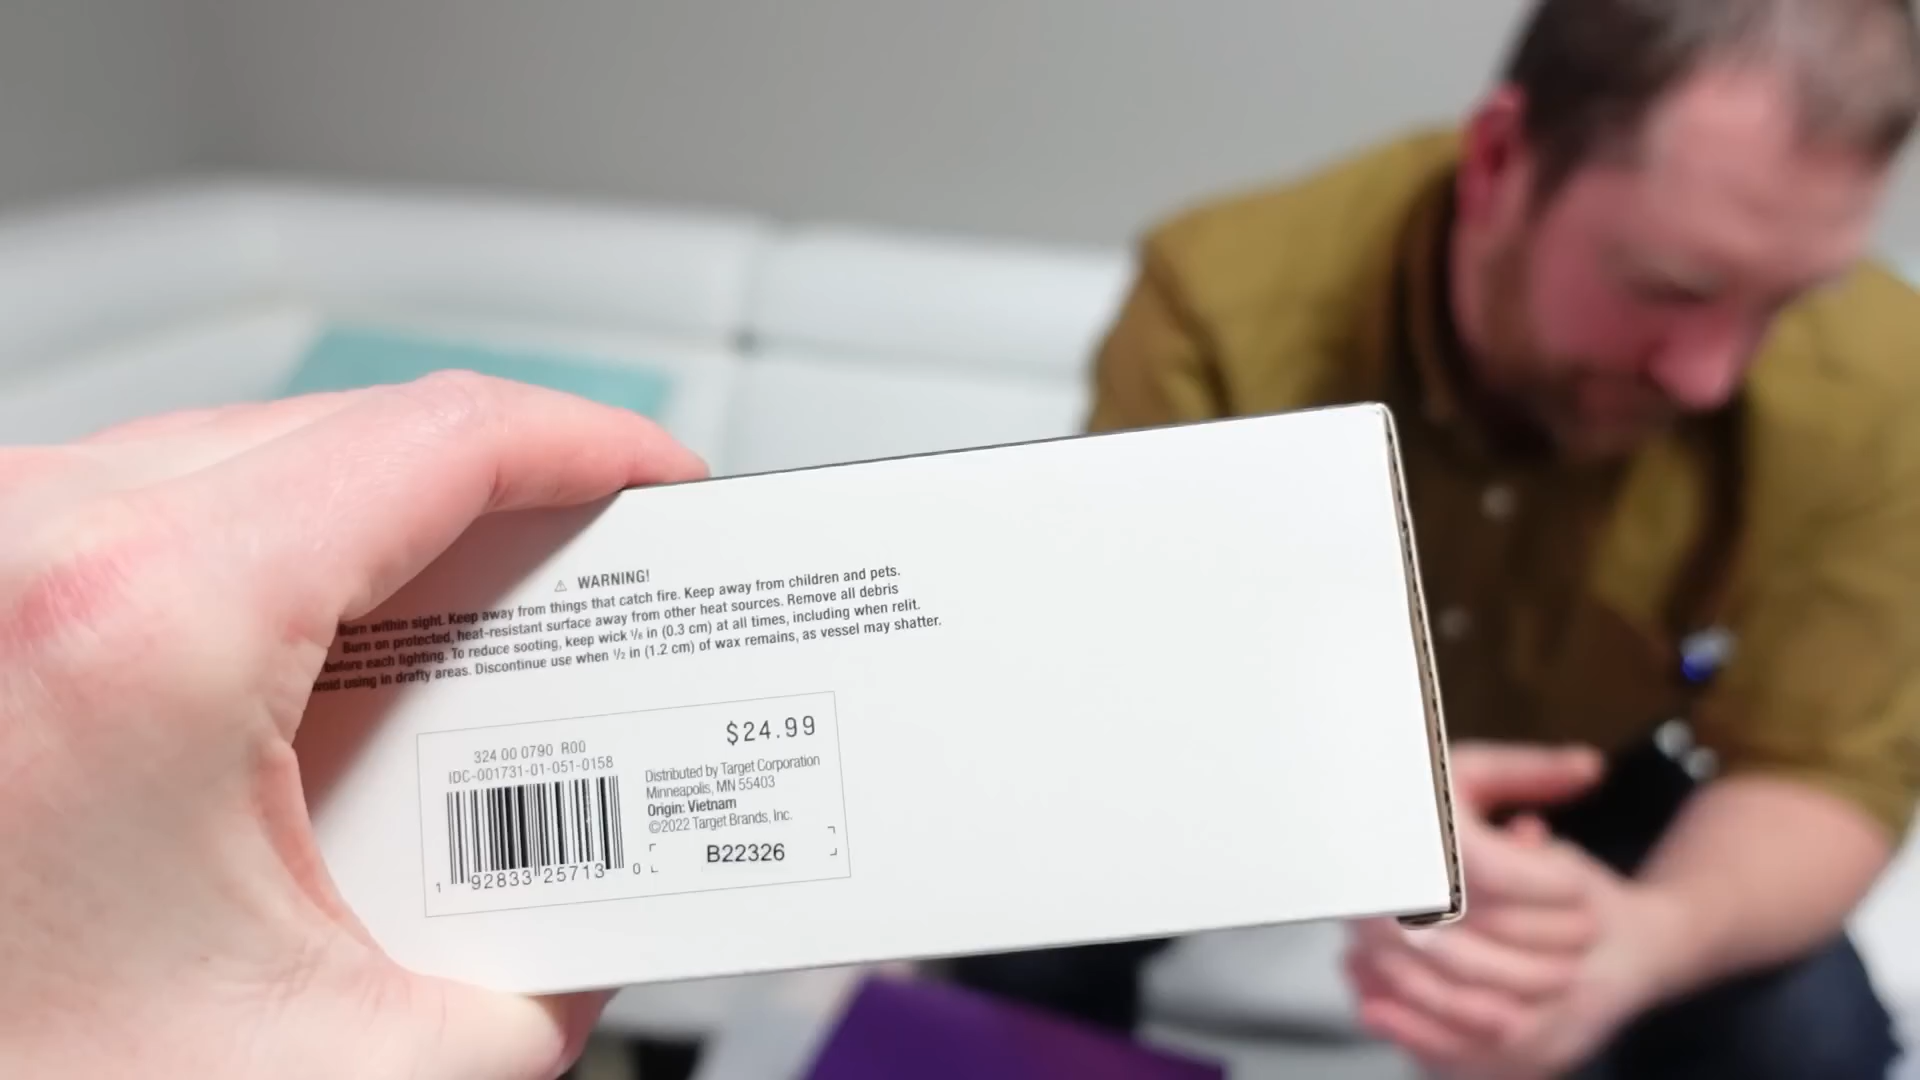 ⚠ WARNING!
Burn within sight. Keep away from things that catch fire. Keep away from children and pets.
Burn on protected, heat-resistant surface away from other heat sources. Remove all debris
before each lighting. To reduce sooting, keep wick 1/8 in (0.3 cm) at all times, including when relit.
void using in drafty areas. Discontinue use when 1/2 in (1.2 cm) of wax remains, as vessel may shatter.
324 00 0790 R00
IDC-001731-01-051-0158
1 92833 25713 0
$24.99
Distributed by Target Corporation
Minneapolis, MN 55403
Origin: Vietnam
©2022 Target Brands, Inc.
B22326